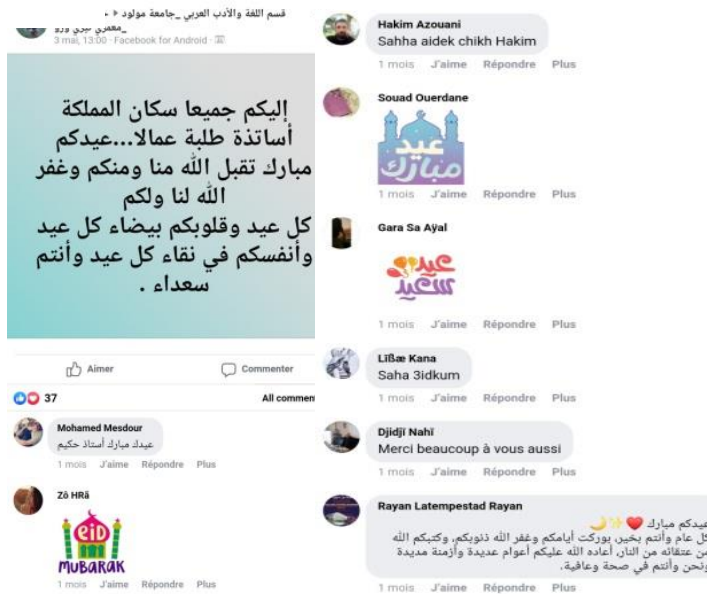 قسم اللغة والأدب العربي _جامعة مولود
معمري تيزي وزو_
3 mai, 13:00 · Facebook for Android ·
إليكم جميعا سكان المملكة
أساتذة طلبة عمالا...عيدكم
مبارك تقبل الله منا ومنكم وغفر
الله لنا ولكم
كل عيد وقلوبكم بيضاء كل عيد
وأنفسكم في نقاء كل عيد وأنتم
سعداء .
Aimer
Commenter
37
All commen
Mohamed Mesdour
عيدك مبارك أستاذ حكيم
1 mois J'aime Répondre Plus
Zô HRã
eiD
MUBARAK
1 mois J'aime Répondre Plus
Hakim Azouani
Sahha aidek chikh Hakim
1 mois J'aime Répondre Plus
Souad Ouerdane
عيد
مبارك
1 mois J'aime Répondre Plus
Gara Sa Aÿal
عيد
سعيد
1 mois J'aime Répondre Plus
Lîßæ Kana
Saha 3idkum
1 mois J'aime Répondre Plus
Djidjï Nahï
Merci beaucoup à vous aussi
1 mois J'aime Répondre Plus
Rayan Latempestad Rayan
عيدكم مبارك ❤️✨🌙
كل عام وأنتم بخير، بوركت أيامكم وغفر الله ذنوبكم، وكتبكم الله
من عتقائه من النار، أعاده الله عليكم أعوام عديدة وأزمنة مديدة
ونحن وأنتم في صحة وعافية.
1 mois J'aime Répondre Plus